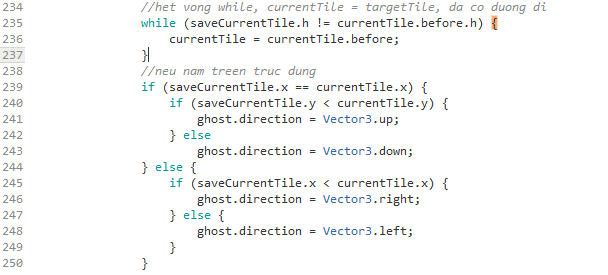 234 //het vong while, currentTile = targetTile, da co duong di
235 while (saveCurrentTile.h != currentTile.before.h) {
236 currentTile = currentTile.before;
237 }
238 //neu nam treen truc dung
239 if (saveCurrentTile.x == currentTile.x) {
240 if (saveCurrentTile.y < currentTile.y) {
241 ghost.direction = Vector3.up;
242 } else
243 ghost.direction = Vector3.down;
244 } else {
245 if (saveCurrentTile.x < currentTile.x) {
246 ghost.direction = Vector3.right;
247 } else {
248 ghost.direction = Vector3.left;
249 }
250 }